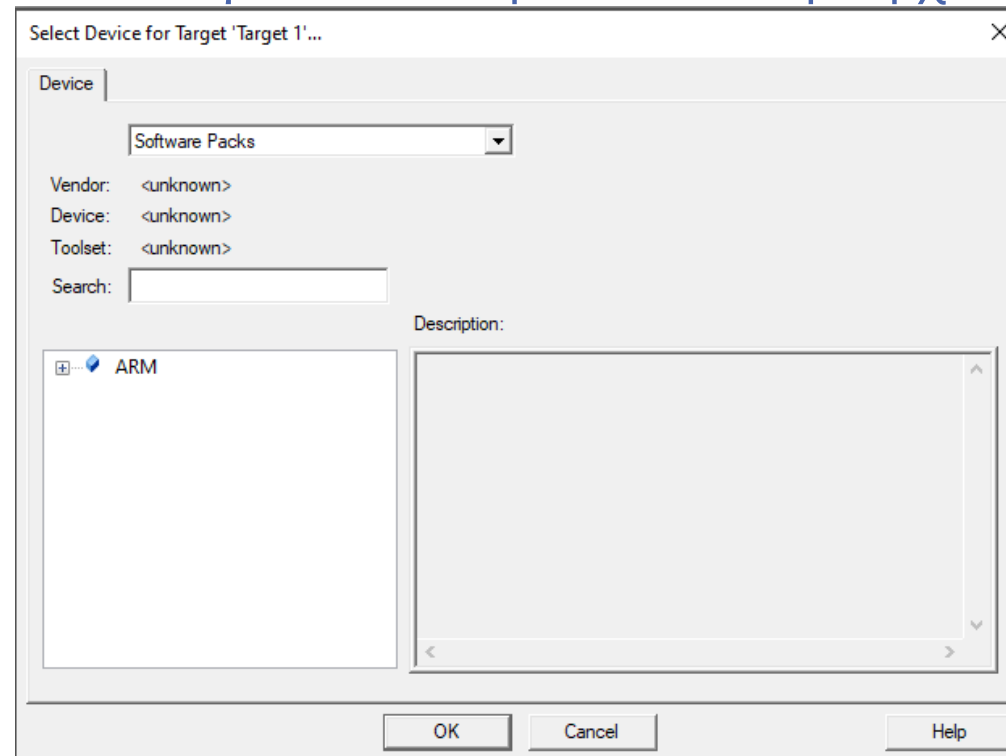 Select Device for Target 'Target 1'...
Device
Software Packs
Vendor: <unknown>
Device: <unknown>
Toolset: <unknown>
Search:
Description:
ARM
OK Cancel Help